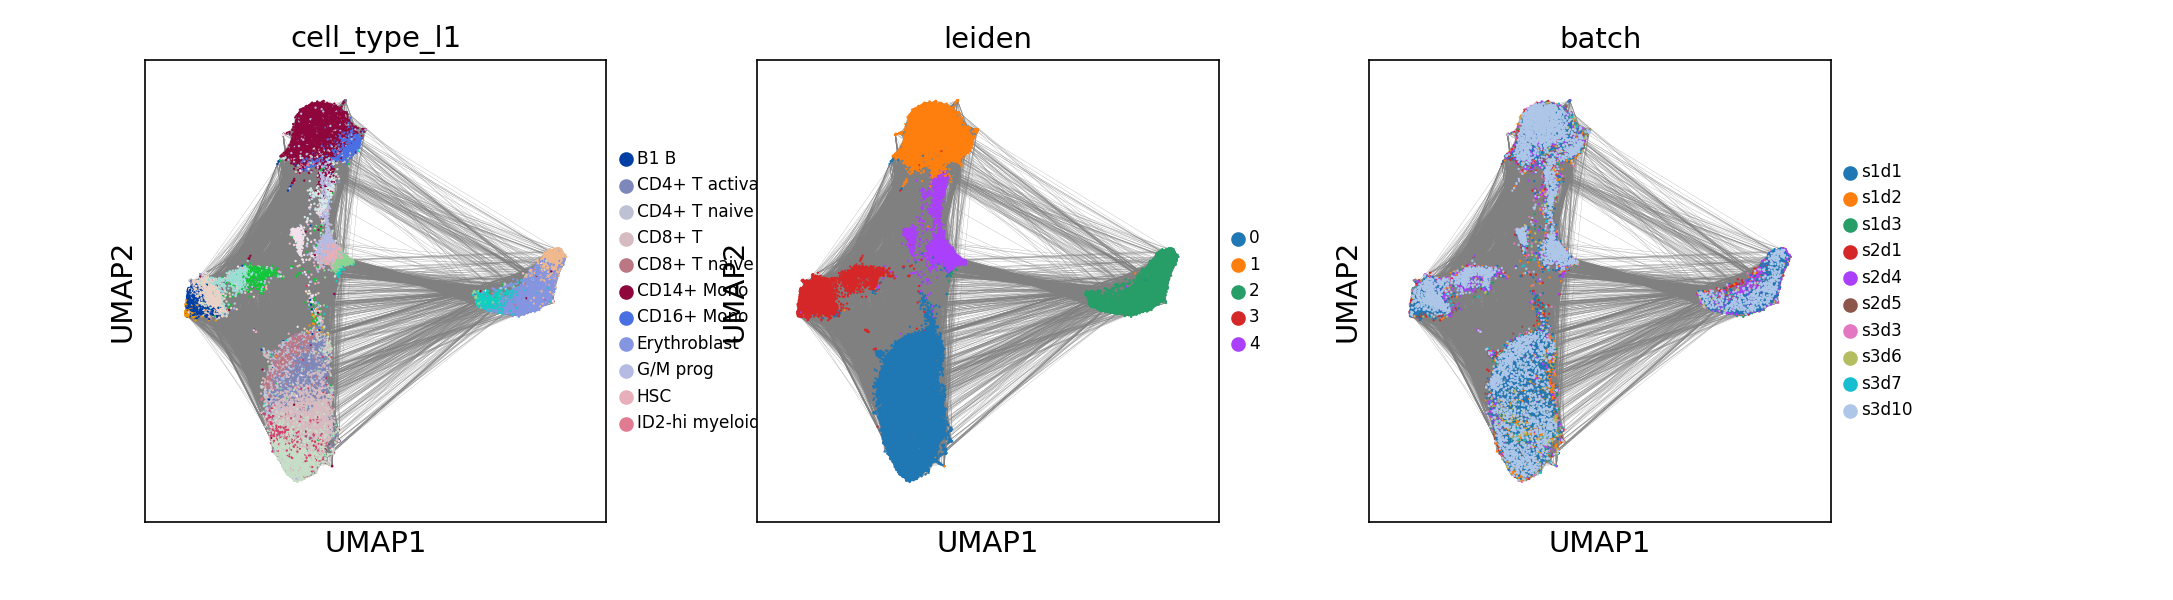 cell_type_l1
leiden
batch
UMAP2
UMAP1
B1 B
CD4+ T activa
CD4+ T naive
CD8+ T
CD8+ T naive
CD14+ Mono
CD16+ Mono
Erythroblast
G/M prog
HSC
ID2-hi myeloid
UMAP2
UMAP1
0
1
2
3
4
UMAP2
UMAP1
s1d1
s1d2
s1d3
s2d1
s2d4
s2d5
s3d3
s3d6
s3d7
s3d10